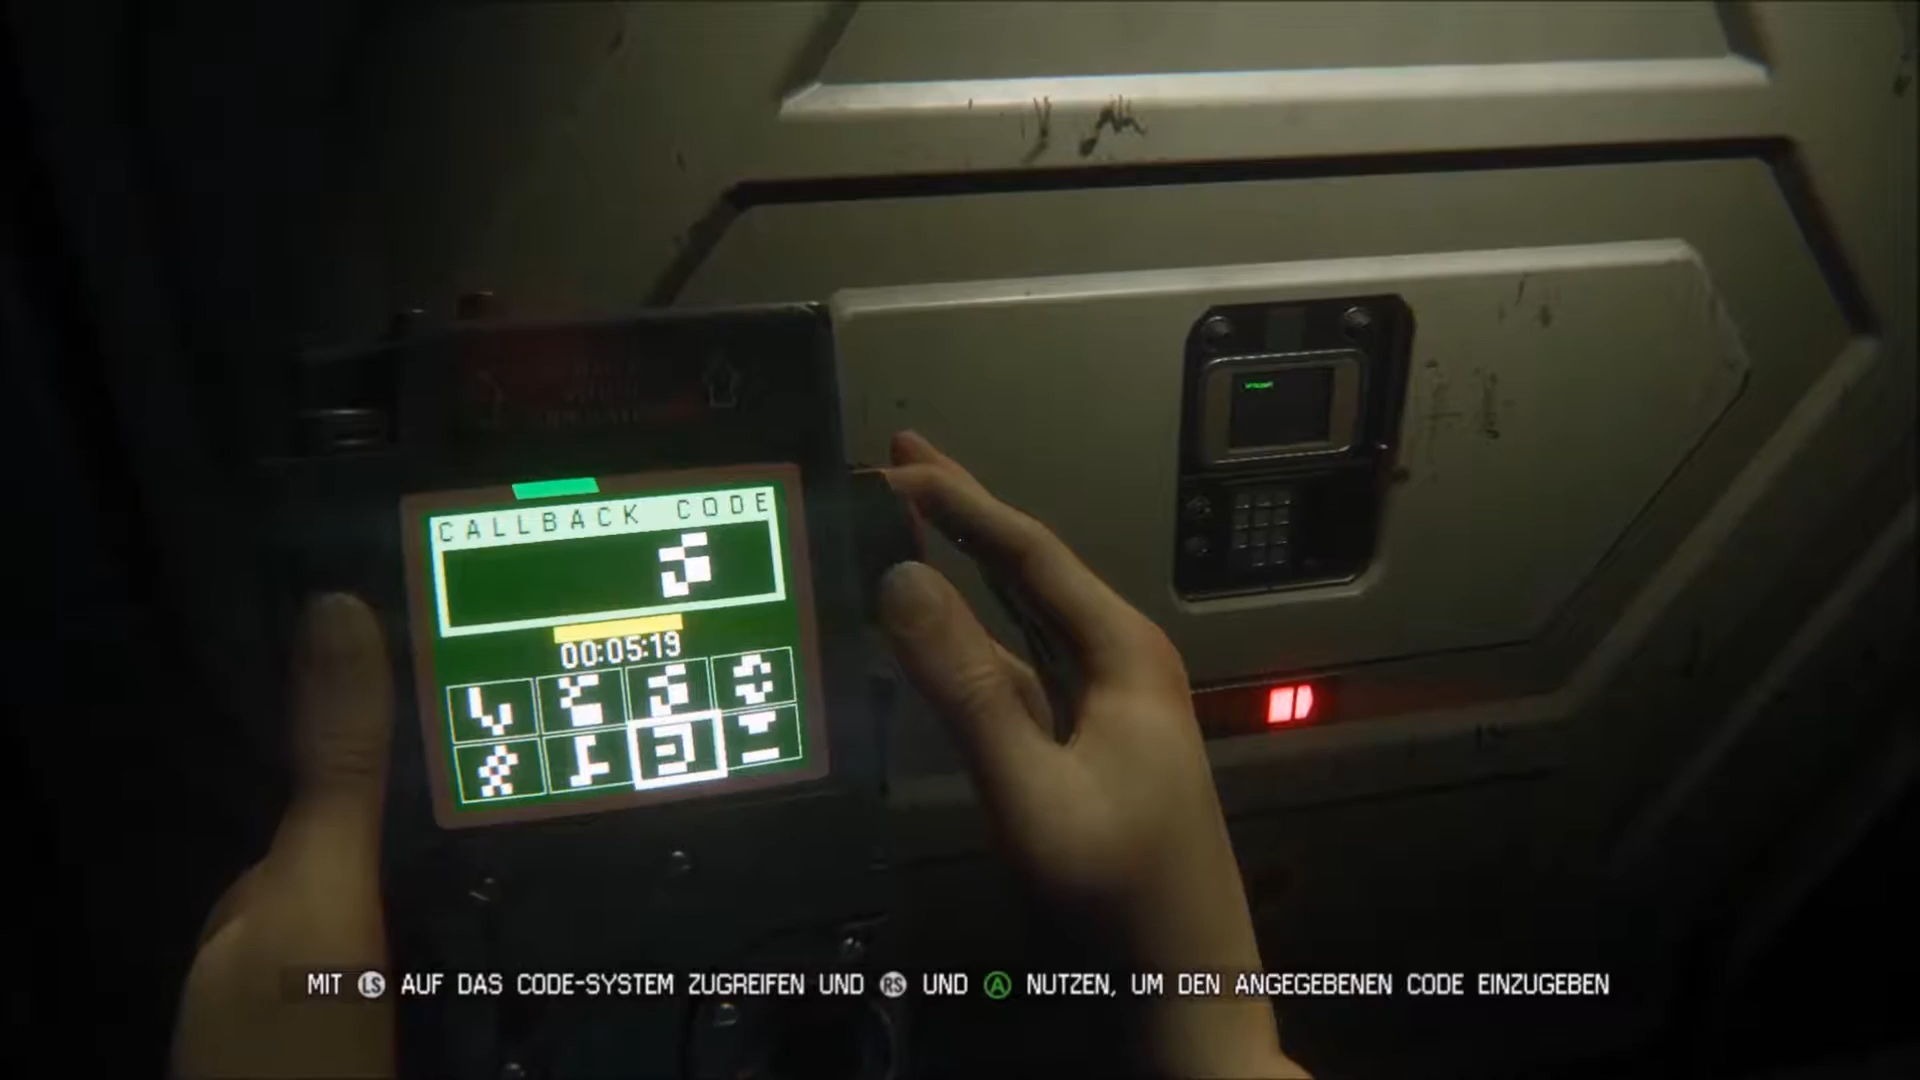 CALLBACK CODE
00:05:19
MIT LS AUF DAS CODE-SYSTEM ZUGREIFEN UND RS UND A NUTZEN, UM DEN ANGEGEBENEN CODE EINZUGEBEN